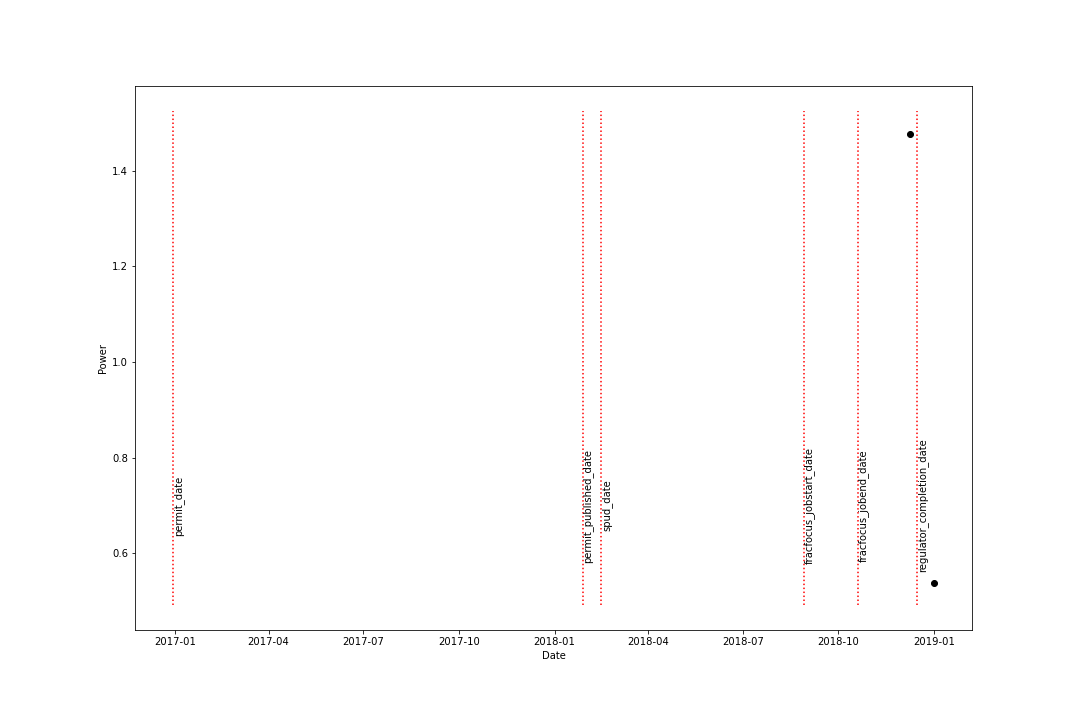 1.4
1.2
1.0
0.8
0.6
Power
permit_date
permit_published_date
spud_date
fracfocus_jobstart_date
fracfocus_jobend_date
regulator_completion_date
2017-01 2017-04 2017-07 2017-10 2018-01 2018-04 2018-07 2018-10 2019-01
Date